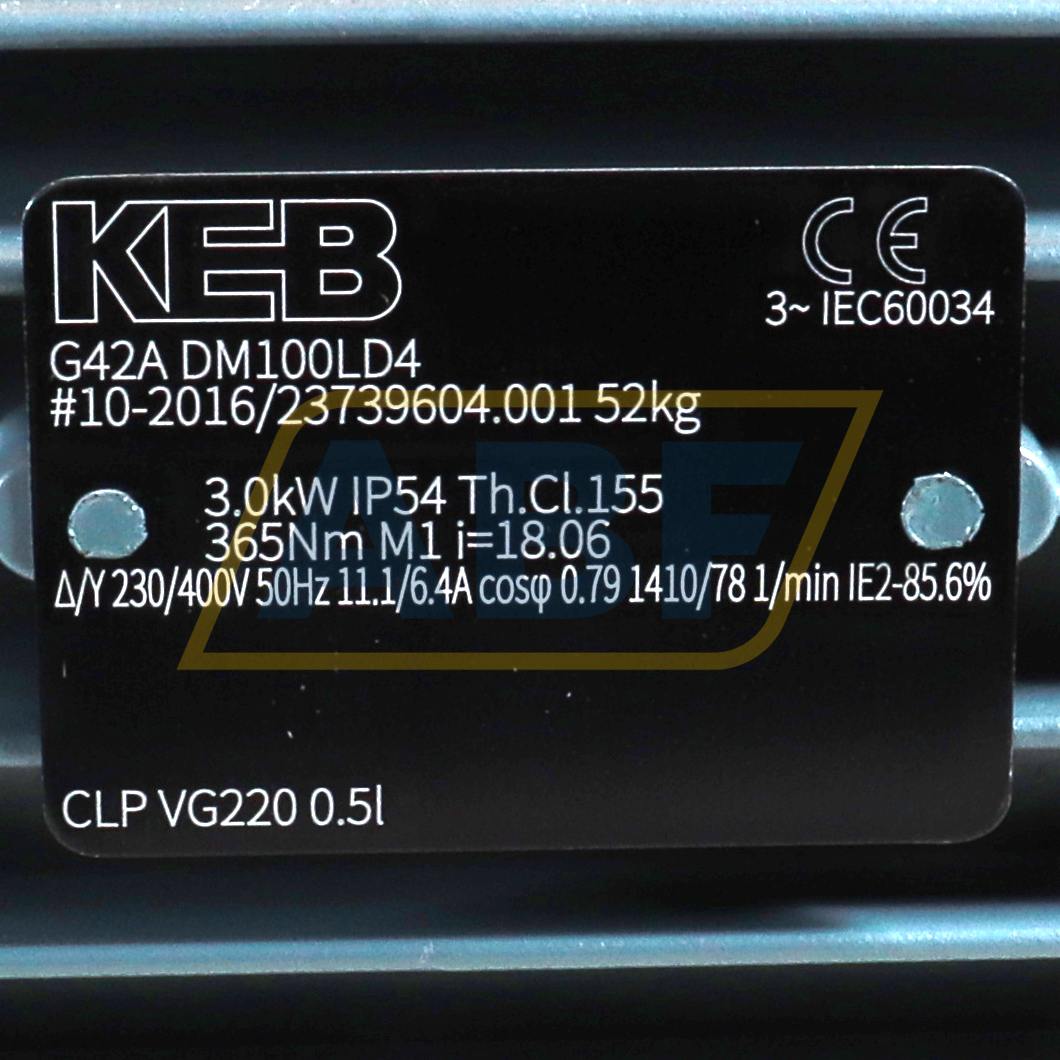 KEB
CE
3~ IEC60034
G42A DM100LD4
#10-2016/23739604.001 52kg
3.0kW IP54 Th.Cl.155
365Nm M1 i=18.06
Δ/Y 230/400V 50Hz 11.1/6.4A cosφ 0.79 1410/78 1/min IE2-85.6%
CLP VG220 0.5l
ABF